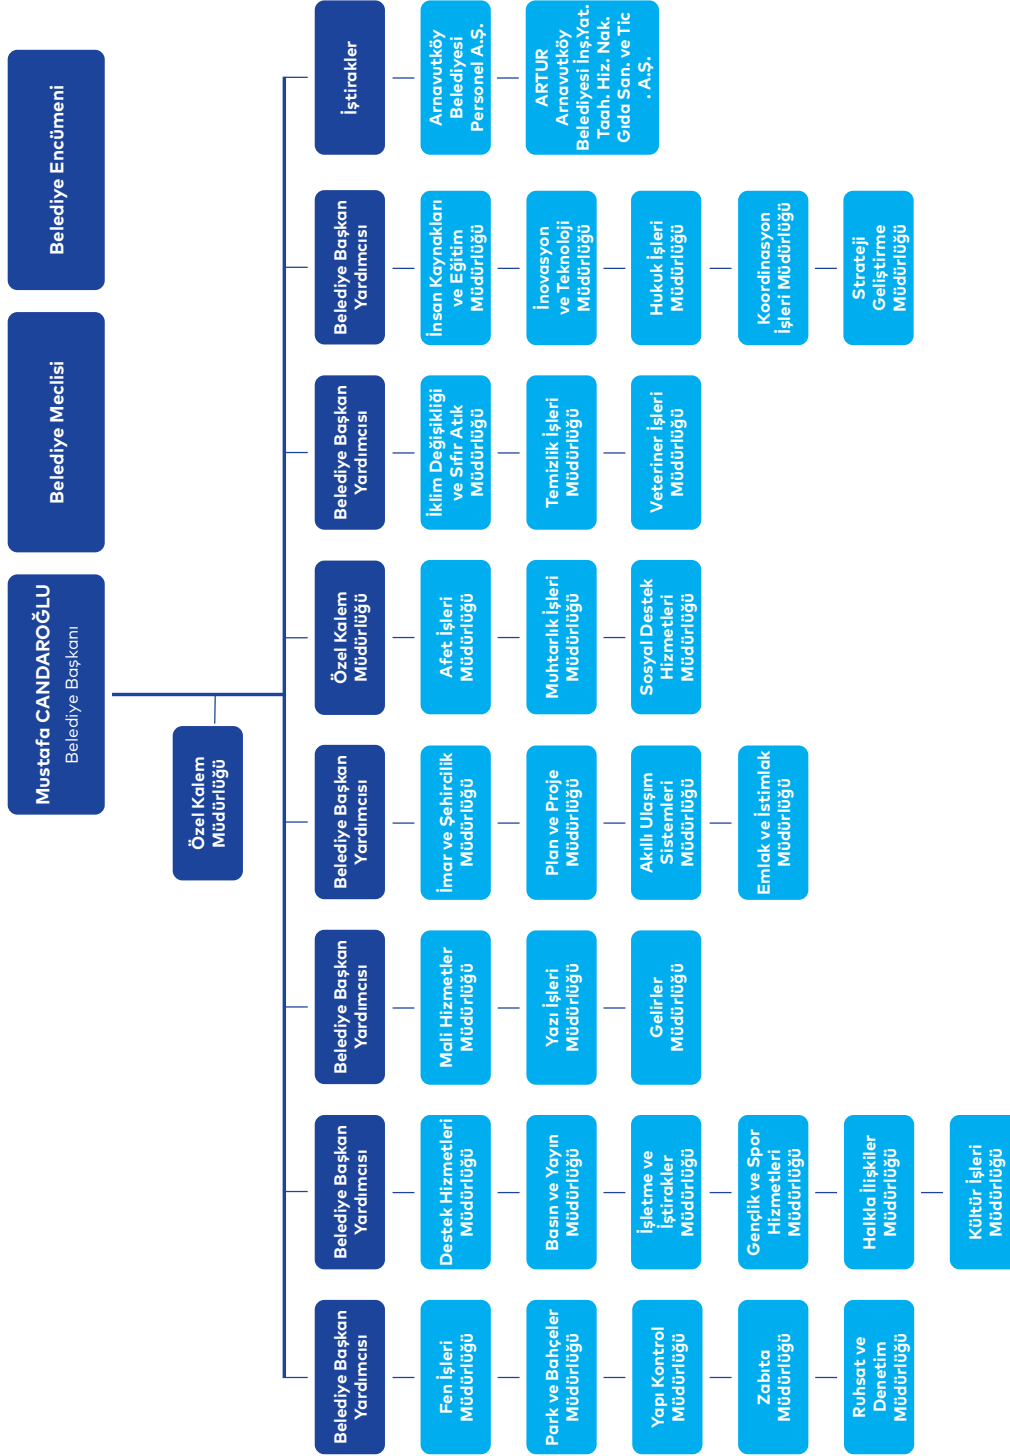 Mustafa CANDAROĞLU
Belediye Başkanı
Belediye Meclisi
Belediye Encümeni
Özel Kalem
Müdürlüğü
Belediye Başkan
Yardımcısı
Fen İşleri
Müdürlüğü
Park ve Bahçeler
Müdürlüğü
Yapı Kontrol
Müdürlüğü
Zabıta
Müdürlüğü
Ruhsat ve
Denetim
Müdürlüğü
Belediye Başkan
Yardımcısı
Destek Hizmetleri
Müdürlüğü
Basın ve Yayın
Müdürlüğü
İşletme ve
İştirakler
Müdürlüğü
Gençlik ve Spor
Hizmetleri
Müdürlüğü
Halkla İlişkiler
Müdürlüğü
Kültür İşleri
Müdürlüğü
Belediye Başkan
Yardımcısı
Mali Hizmetler
Müdürlüğü
Yazı İşleri
Müdürlüğü
Gelirler
Müdürlüğü
Belediye Başkan
Yardımcısı
İmar ve Şehircilik
Müdürlüğü
Plan ve Proje
Müdürlüğü
Akıllı Ulaşım
Sistemleri
Müdürlüğü
Emlak ve İstimlak
Müdürlüğü
Özel Kalem
Müdürlüğü
Afet İşleri
Müdürlüğü
Muhtarlık İşleri
Müdürlüğü
Sosyal Destek
Hizmetleri
Müdürlüğü
Belediye Başkan
Yardımcısı
İklim Değişikliği
ve Sıfır Atık
Müdürlüğü
Temizlik İşleri
Müdürlüğü
Veteriner İşleri
Müdürlüğü
Belediye Başkan
Yardımcısı
İnsan Kaynakları
ve Eğitim
Müdürlüğü
İnovasyon
ve Teknoloji
Müdürlüğü
Hukuk İşleri
Müdürlüğü
Koordinasyon
İşleri Müdürlüğü
Strateji
Geliştirme
Müdürlüğü
İştirakler
Arnavutköy
Belediyesi
Personel A.Ş.
ARTUR
Arnavutköy
Belediyesi İnş.Yat.
Taah. Hiz. Nak.
Gıda San. ve Tic
. A.Ş.